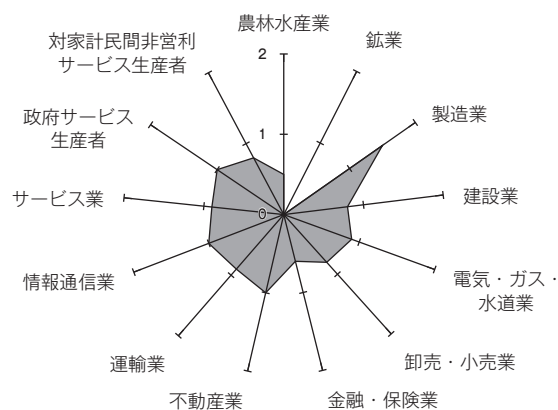 農林水産業
鉱業
製造業
建設業
電気・ガス・
水道業
卸売・小売業
金融・保険業
不動産業
運輸業
情報通信業
サービス業
政府サービス
生産者
対家計民間非営利
サービス生産者
2
1
0